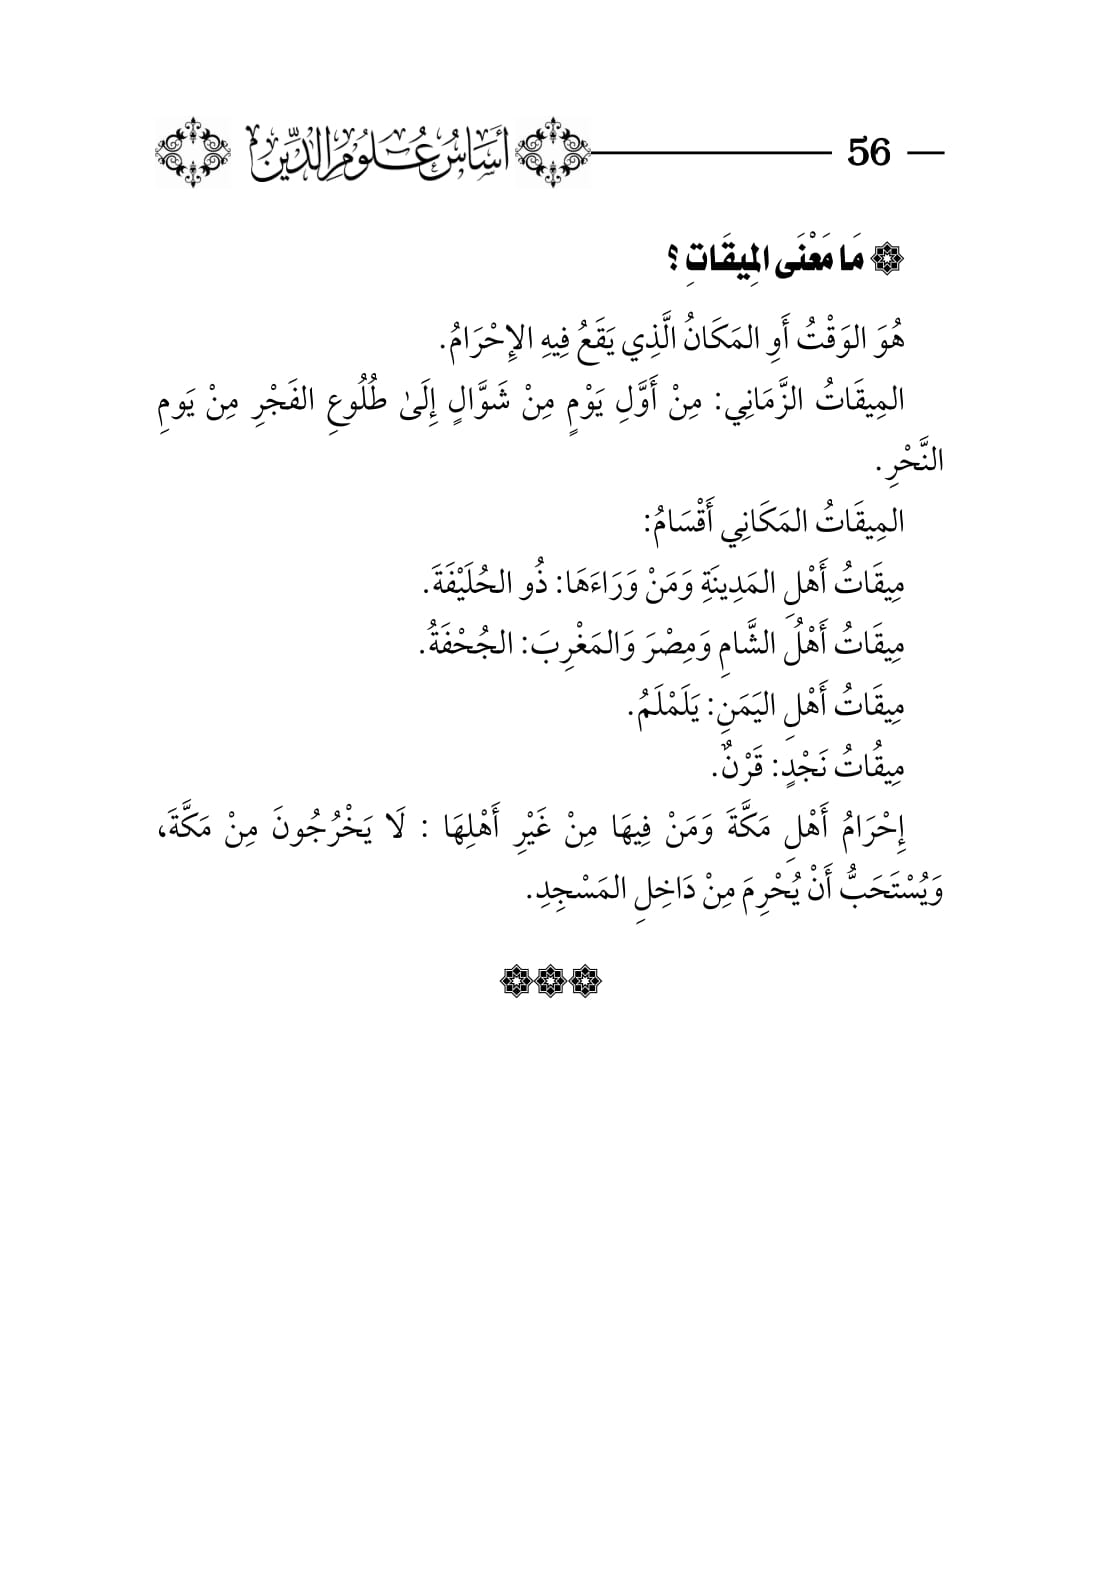 56 أَسَاسُ عُلُومِ الدِّينِ
مَا مَعْنَى المِيقَاتِ ؟
هُوَ الوَقْتُ أَوِ المَكَانُ الَّذِي يَقَعُ فِيهِ الإِحْرَامُ.
المِيقَاتُ الزَّمَانِي: مِنْ أَوَّلِ يَوْمٍ مِنْ شَوَّالٍ إِلَىٰ طُلُوعِ الفَجْرِ مِنْ يَومِ
النَّحْرِ.
المِيقَاتُ المَكَانِي أَقْسَامُ:
مِيقَاتُ أَهْلِ المَدِينَةِ وَمَنْ وَرَاءَهَا: ذُو الحُلَيْفَةَ.
مِيقَاتُ أَهْلُِ الشَّامِ وَمِصْرَ وَالمَغْرِبَ: الجُحْفَةُ.
مِيقَاتُ أَهْلِ اليَمَنِ: يَلَمْلَمُ.
مِيقُاتُ نَجْدٍ: قَرْنٌ.
إِحْرَامُ أَهْلِ مَكَّةَ وَمَنْ فِيهَا مِنْ غَيْرِ أَهْلِهَا : لَا يَخْرُجُونَ مِنْ مَكَّةَ،
وَيُسْتَحَبُّ أَنْ يُحْرِمَ مِنْ دَاخِلِ المَسْجِدِ.